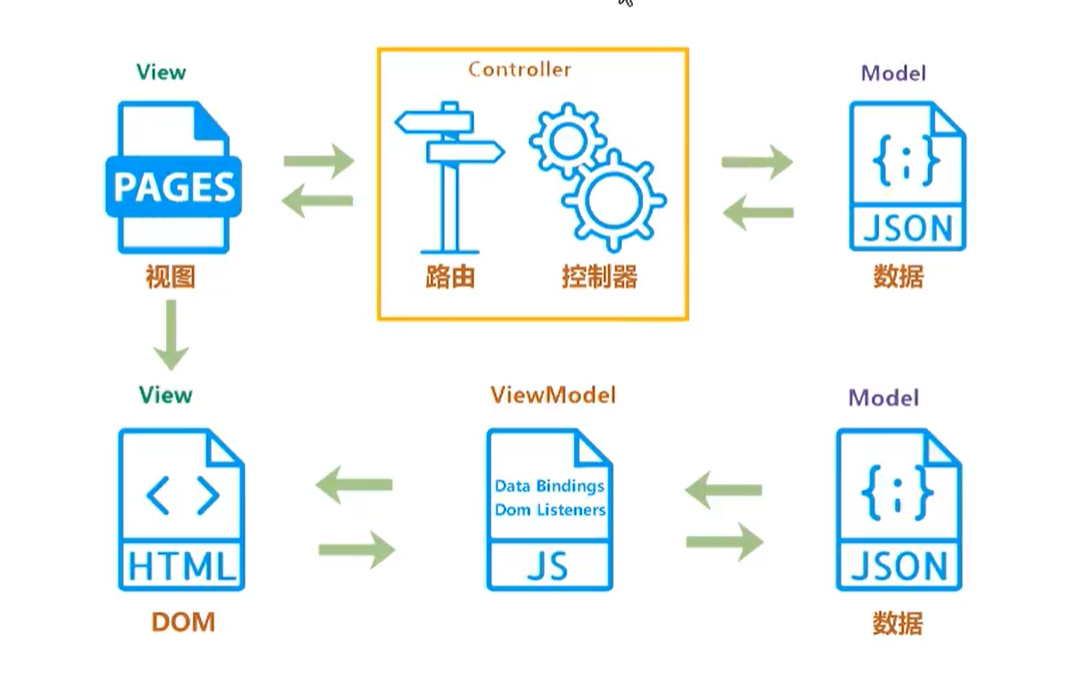 View
Controller
Model
PAGES
{;}
JSON
视图
路由
控制器
数据
View
ViewModel
Model
< >
Data Bindings
Dom Listeners
{;}
HTML
JS
JSON
DOM
数据